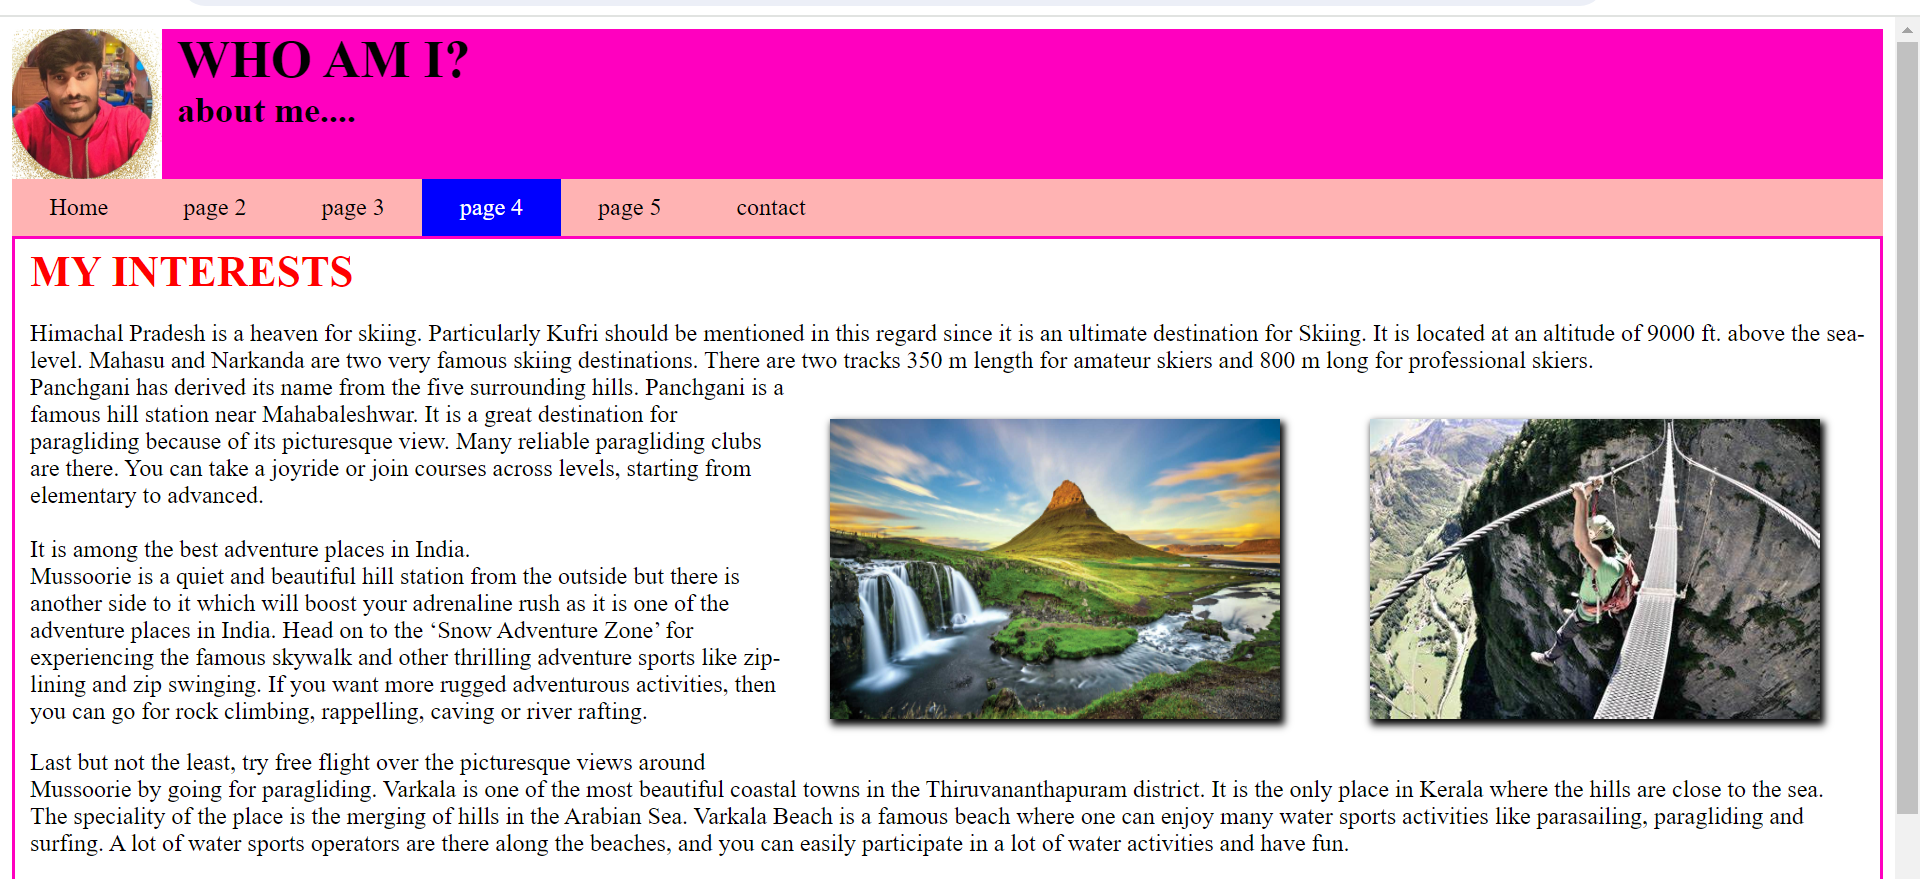 WHO AM I?
about me....
Home page 2 page 3 page 4 page 5 contact
MY INTERESTS
Himachal Pradesh is a heaven for skiing. Particularly Kufri should be mentioned in this regard since it is an ultimate destination for Skiing. It is located at an altitude of 9000 ft. above the sea-
level. Mahasu and Narkanda are two very famous skiing destinations. There are two tracks 350 m length for amateur skiers and 800 m long for professional skiers.
Panchgani has derived its name from the five surrounding hills. Panchgani is a
famous hill station near Mahabaleshwar. It is a great destination for
paragliding because of its picturesque view. Many reliable paragliding clubs
are there. You can take a joyride or join courses across levels, starting from
elementary to advanced.
It is among the best adventure places in India.
Mussoorie is a quiet and beautiful hill station from the outside but there is
another side to it which will boost your adrenaline rush as it is one of the
adventure places in India. Head on to the ‘Snow Adventure Zone’ for
experiencing the famous skywalk and other thrilling adventure sports like zip-
lining and zip swinging. If you want more rugged adventurous activities, then
you can go for rock climbing, rappelling, caving or river rafting.
Last but not the least, try free flight over the picturesque views around
Mussoorie by going for paragliding. Varkala is one of the most beautiful coastal towns in the Thiruvananthapuram district. It is the only place in Kerala where the hills are close to the sea.
The speciality of the place is the merging of hills in the Arabian Sea. Varkala Beach is a famous beach where one can enjoy many water sports activities like parasailing, paragliding and
surfing. A lot of water sports operators are there along the beaches, and you can easily participate in a lot of water activities and have fun.